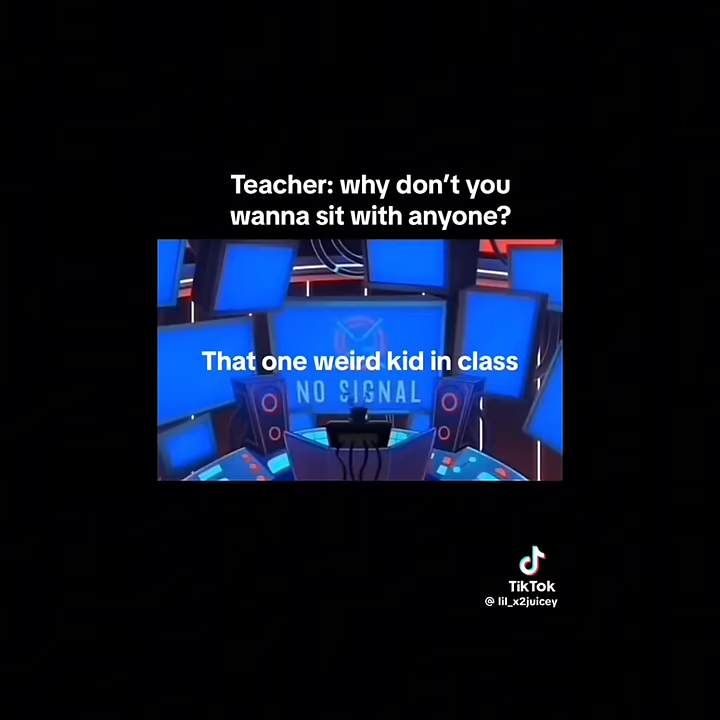 Teacher: why don’t you
wanna sit with anyone?
That one weird kid in class
NO SIGNAL
TikTok
@ lil_x2juicey